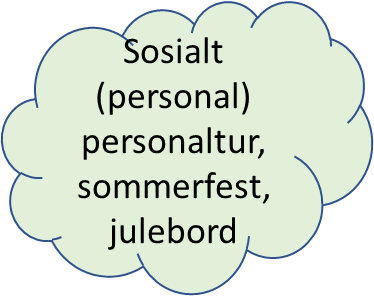 Sosialt
(personal)
personaltur,
sommerfest,
julebord